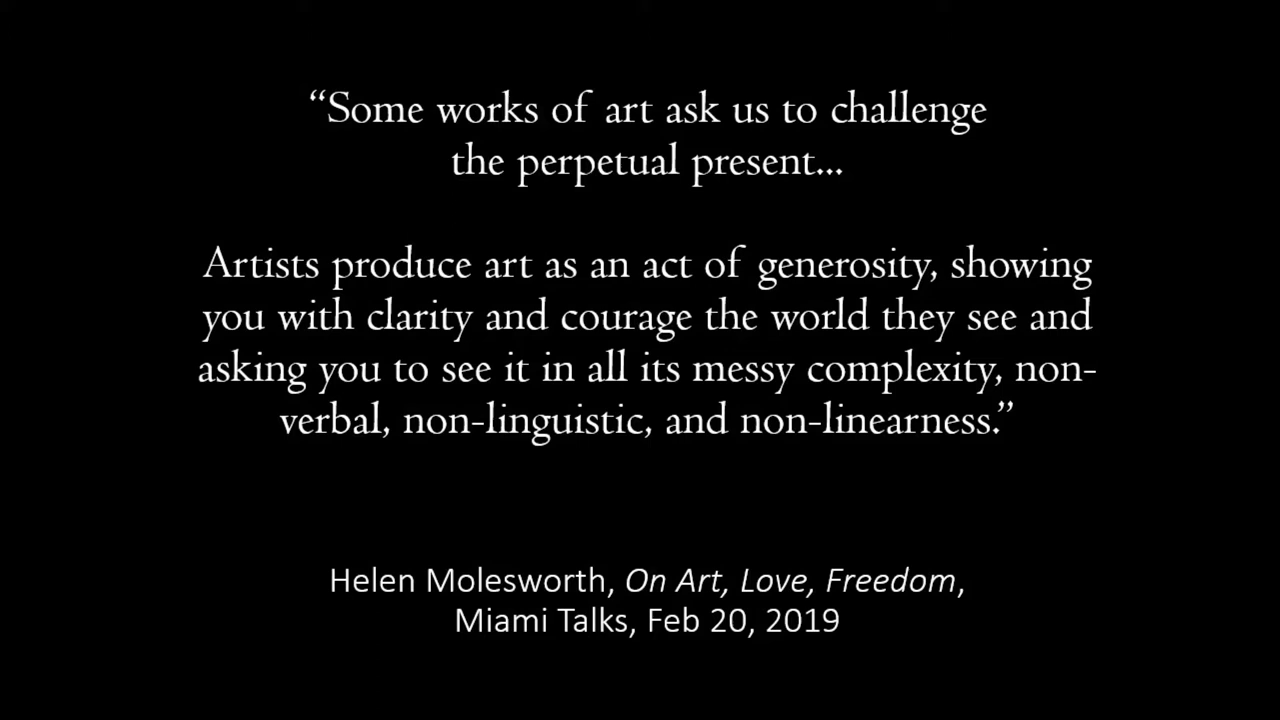 “Some works of art ask us to challenge
the perpetual present...
Artists produce art as an act of generosity, showing
you with clarity and courage the world they see and
asking you to see it in all its messy complexity, non-
verbal, non-linguistic, and non-linearness.”
Helen Molesworth, On Art, Love, Freedom,
Miami Talks, Feb 20, 2019